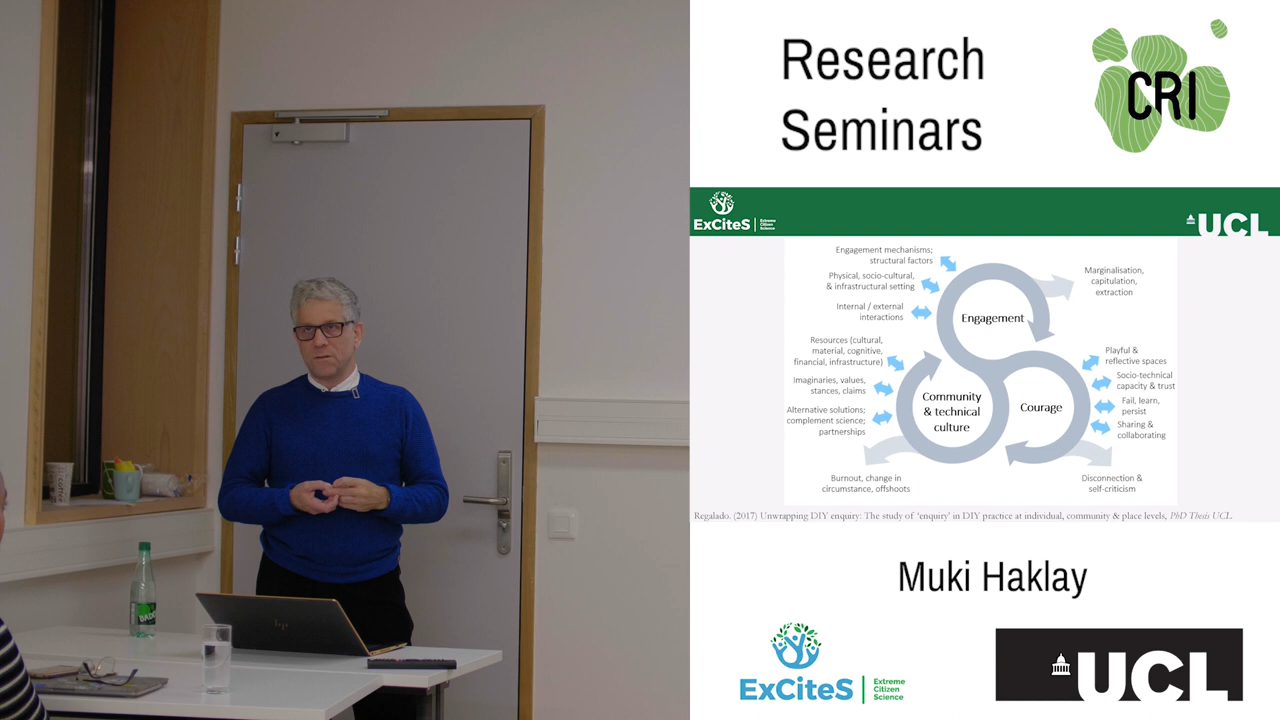 Research
Seminars
CRI
ExCiteS
Extreme
Citizen
Science
UCL
Engagement mechanisms;
structural factors
Physical, socio-cultural,
& infrastructural setting
Internal / external
interactions
Resources (cultural,
material, cognitive,
financial, infrastructure)
Imaginaries, values,
stances, claims
Alternative solutions;
complement science;
partnerships
Burnout, change in
circumstance, offshoots
Engagement
Community
& technical
culture
Courage
Marginalisation,
capitulation,
extraction
Playful &
reflective spaces
Socio-technical
capacity & trust
Fail, learn,
persist
Sharing &
collaborating
Disconnection &
self-criticism
Regalado. (2017) Unwrapping DIY enquiry: The study of ‘enquiry’ in DIY practice at individual, community & place levels, PhD Thesis UCL
Muki Haklay
ExCiteS
Extreme
Citizen
Science
UCL
coffee
BADO
hp